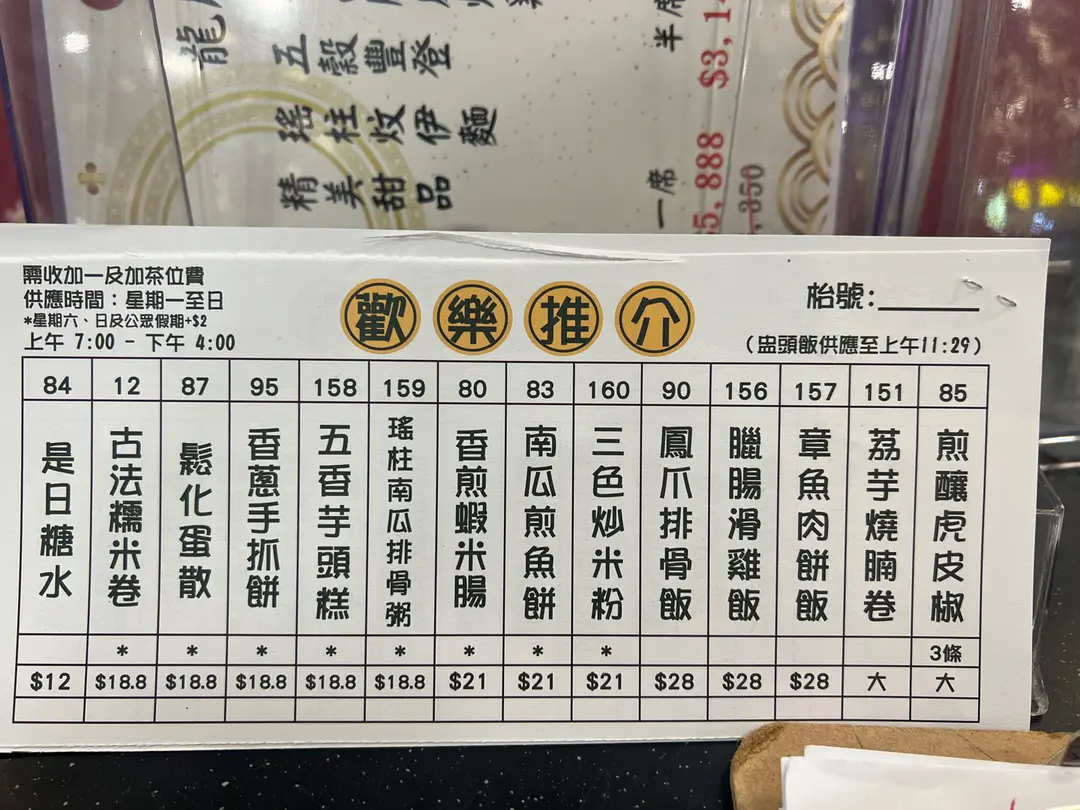 五穀豐登
瑤柱炆伊麵
精美甜品
半席
一席
需收加一及加茶位費
供應時間：星期一至日
*星期六、日及公眾假期+$2
上午 7:00 - 下午 4:00
歡樂推介
枱號:
(盅頭飯供應至上午11:29)
84 12 87 95 158 159 80 83 160 90 156 157 151 85
是日糖水
古法糯米卷
鬆化蛋散
香蔥手抓餅
五香芋頭糕
瑤柱南瓜排骨粥
香煎蝦米腸
南瓜煎魚餅
三色炒米粉
鳳爪排骨飯
臘腸滑雞飯
章魚肉餅飯
荔芋燒腩卷
煎釀虎皮椒
* * * * * * * * 3條
$12 $18.8 $18.8 $18.8 $18.8 $18.8 $21 $21 $21 $28 $28 $28 大 大